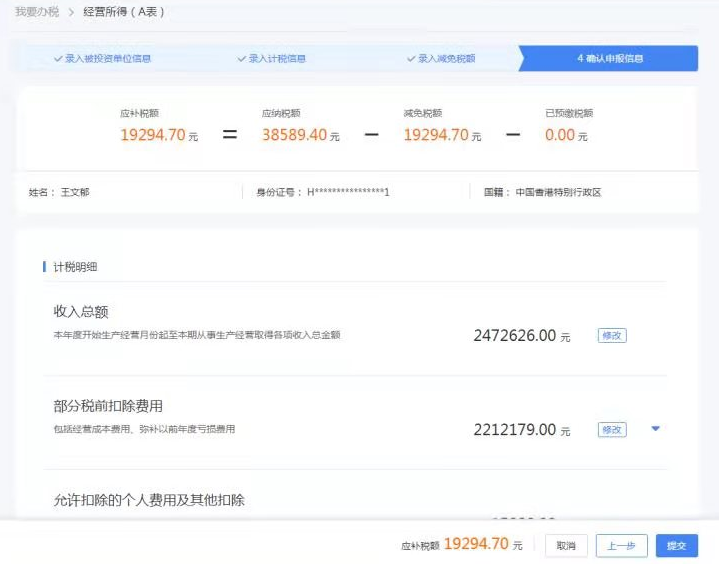 我要办税 > 经营所得（A表）
✓ 录入被投资单位信息 ✓ 录入计税信息 ✓ 录入减免税额 4 确认申报信息
应补税额 应纳税额 减免税额 已预缴税额
19294.70 元 = 38589.40 元 − 19294.70 元 − 0.00 元
姓名： 王文郁 身份证号： H****************1 国籍： 中国香港特别行政区
计税明细
收入总额
本年度开始生产经营月份起至本期从事生产经营取得各项收入总金额 2472626.00 元 修改
部分税前扣除费用
包括经营成本费用、弥补以前年度亏损费用 2212179.00 元 修改
允许扣除的个人费用及其他扣除
应补税额 19294.70 元 取消 上一步 提交